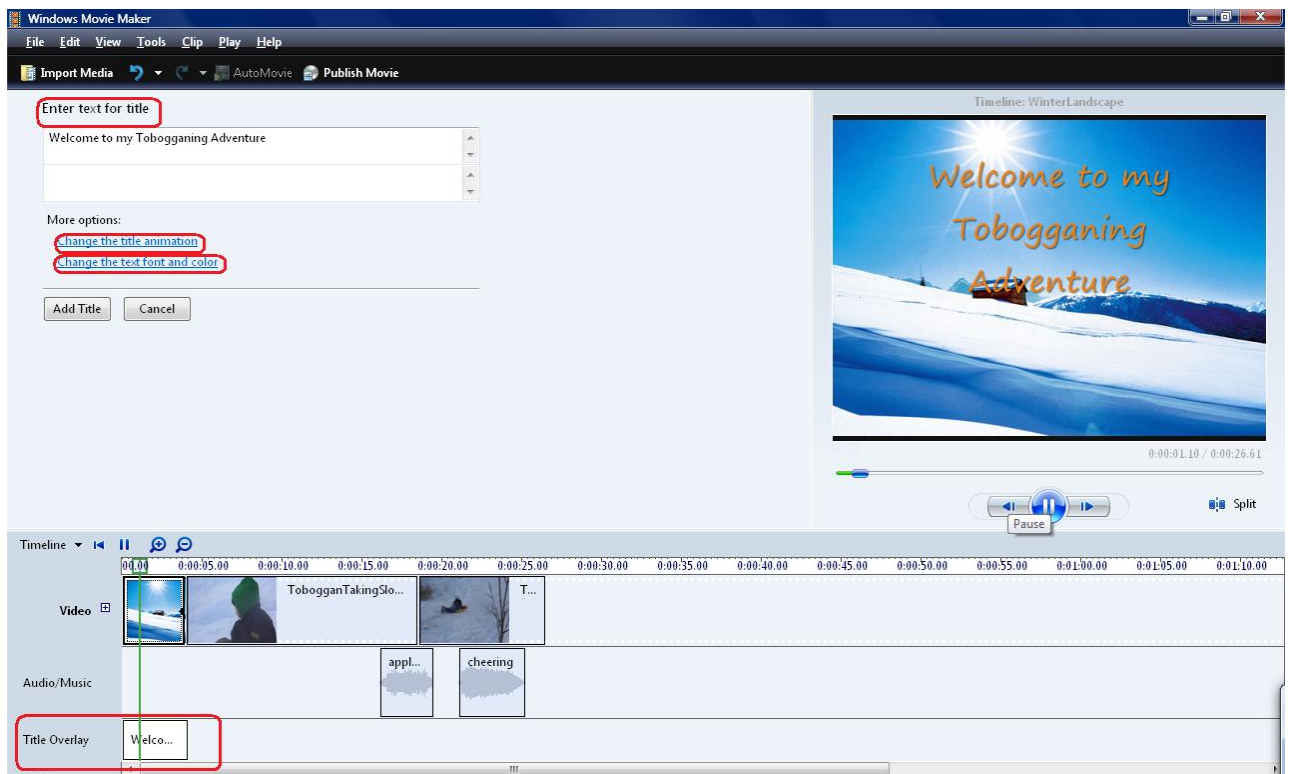 Windows Movie Maker
File Edit View Tools Clip Play Help
Import Media AutoMovie Publish Movie
Enter text for title
Welcome to my Tobogganing Adventure
More options:
Change the title animation
Change the text font and color
Add Title Cancel
Timeline: WinterLandscape
Welcome to my
Tobogganing
Adventure
0:00:01.10 / 0:00:26.61
Split
Pause
Timeline
00.00 0:00:05.00 0:00:10.00 0:00:15.00 0:00:20.00 0:00:25.00 0:00:30.00 0:00:35.00 0:00:40.00 0:00:45.00 0:00:50.00 0:00:55.00 0:01:00.00 0:01:05.00 0:01:10.00
Video TobogganTakingSlo... T...
Audio/Music appl... cheering
Title Overlay Welco...